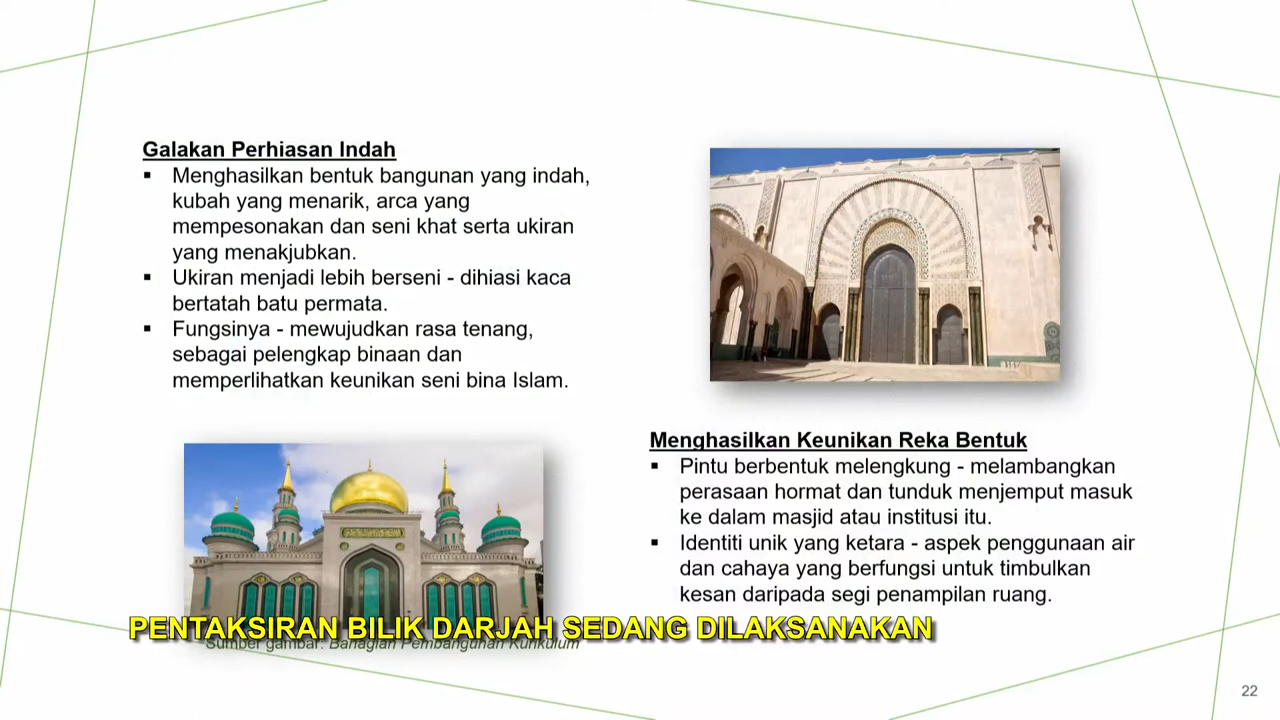 Galakan Perhiasan Indah
▪ Menghasilkan bentuk bangunan yang indah,
kubah yang menarik, arca yang
mempesonakan dan seni khat serta ukiran
yang menakjubkan.
▪ Ukiran menjadi lebih berseni - dihiasi kaca
bertatah batu permata.
▪ Fungsinya - mewujudkan rasa tenang,
sebagai pelengkap binaan dan
memperlihatkan keunikan seni bina Islam.
Menghasilkan Keunikan Reka Bentuk
▪ Pintu berbentuk melengkung - melambangkan
perasaan hormat dan tunduk menjemput masuk
ke dalam masjid atau institusi itu.
▪ Identiti unik yang ketara - aspek penggunaan air
dan cahaya yang berfungsi untuk timbulkan
kesan daripada segi penampilan ruang.
PENTAKSIRAN BILIK DARJAH SEDANG DILAKSANAKAN
Sumber gambar: Bahagian Pembangunan Kurikulum
22